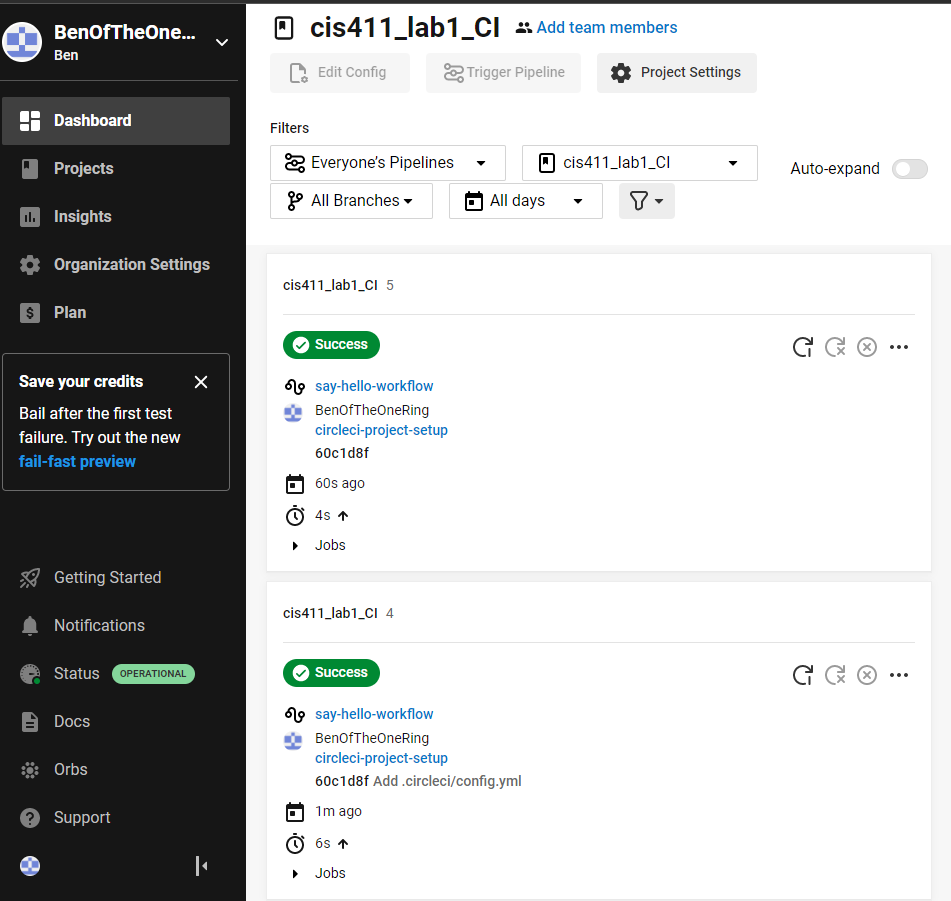 BenOfTheOne...
Ben
Dashboard
Projects
Insights
Organization Settings
Plan
Save your credits
Bail after the first test
failure. Try out the new
fail-fast preview
Getting Started
Notifications
Status OPERATIONAL
Docs
Orbs
Support
cis411_lab1_CI Add team members
Edit Config Trigger Pipeline Project Settings
Filters
Everyone's Pipelines cis411_lab1_CI Auto-expand
All Branches All days
cis411_lab1_CI 5
Success
say-hello-workflow
BenOfTheOneRing
circleci-project-setup
60c1d8f
60s ago
4s
Jobs
cis411_lab1_CI 4
Success
say-hello-workflow
BenOfTheOneRing
circleci-project-setup
60c1d8f Add .circleci/config.yml
1m ago
6s
Jobs